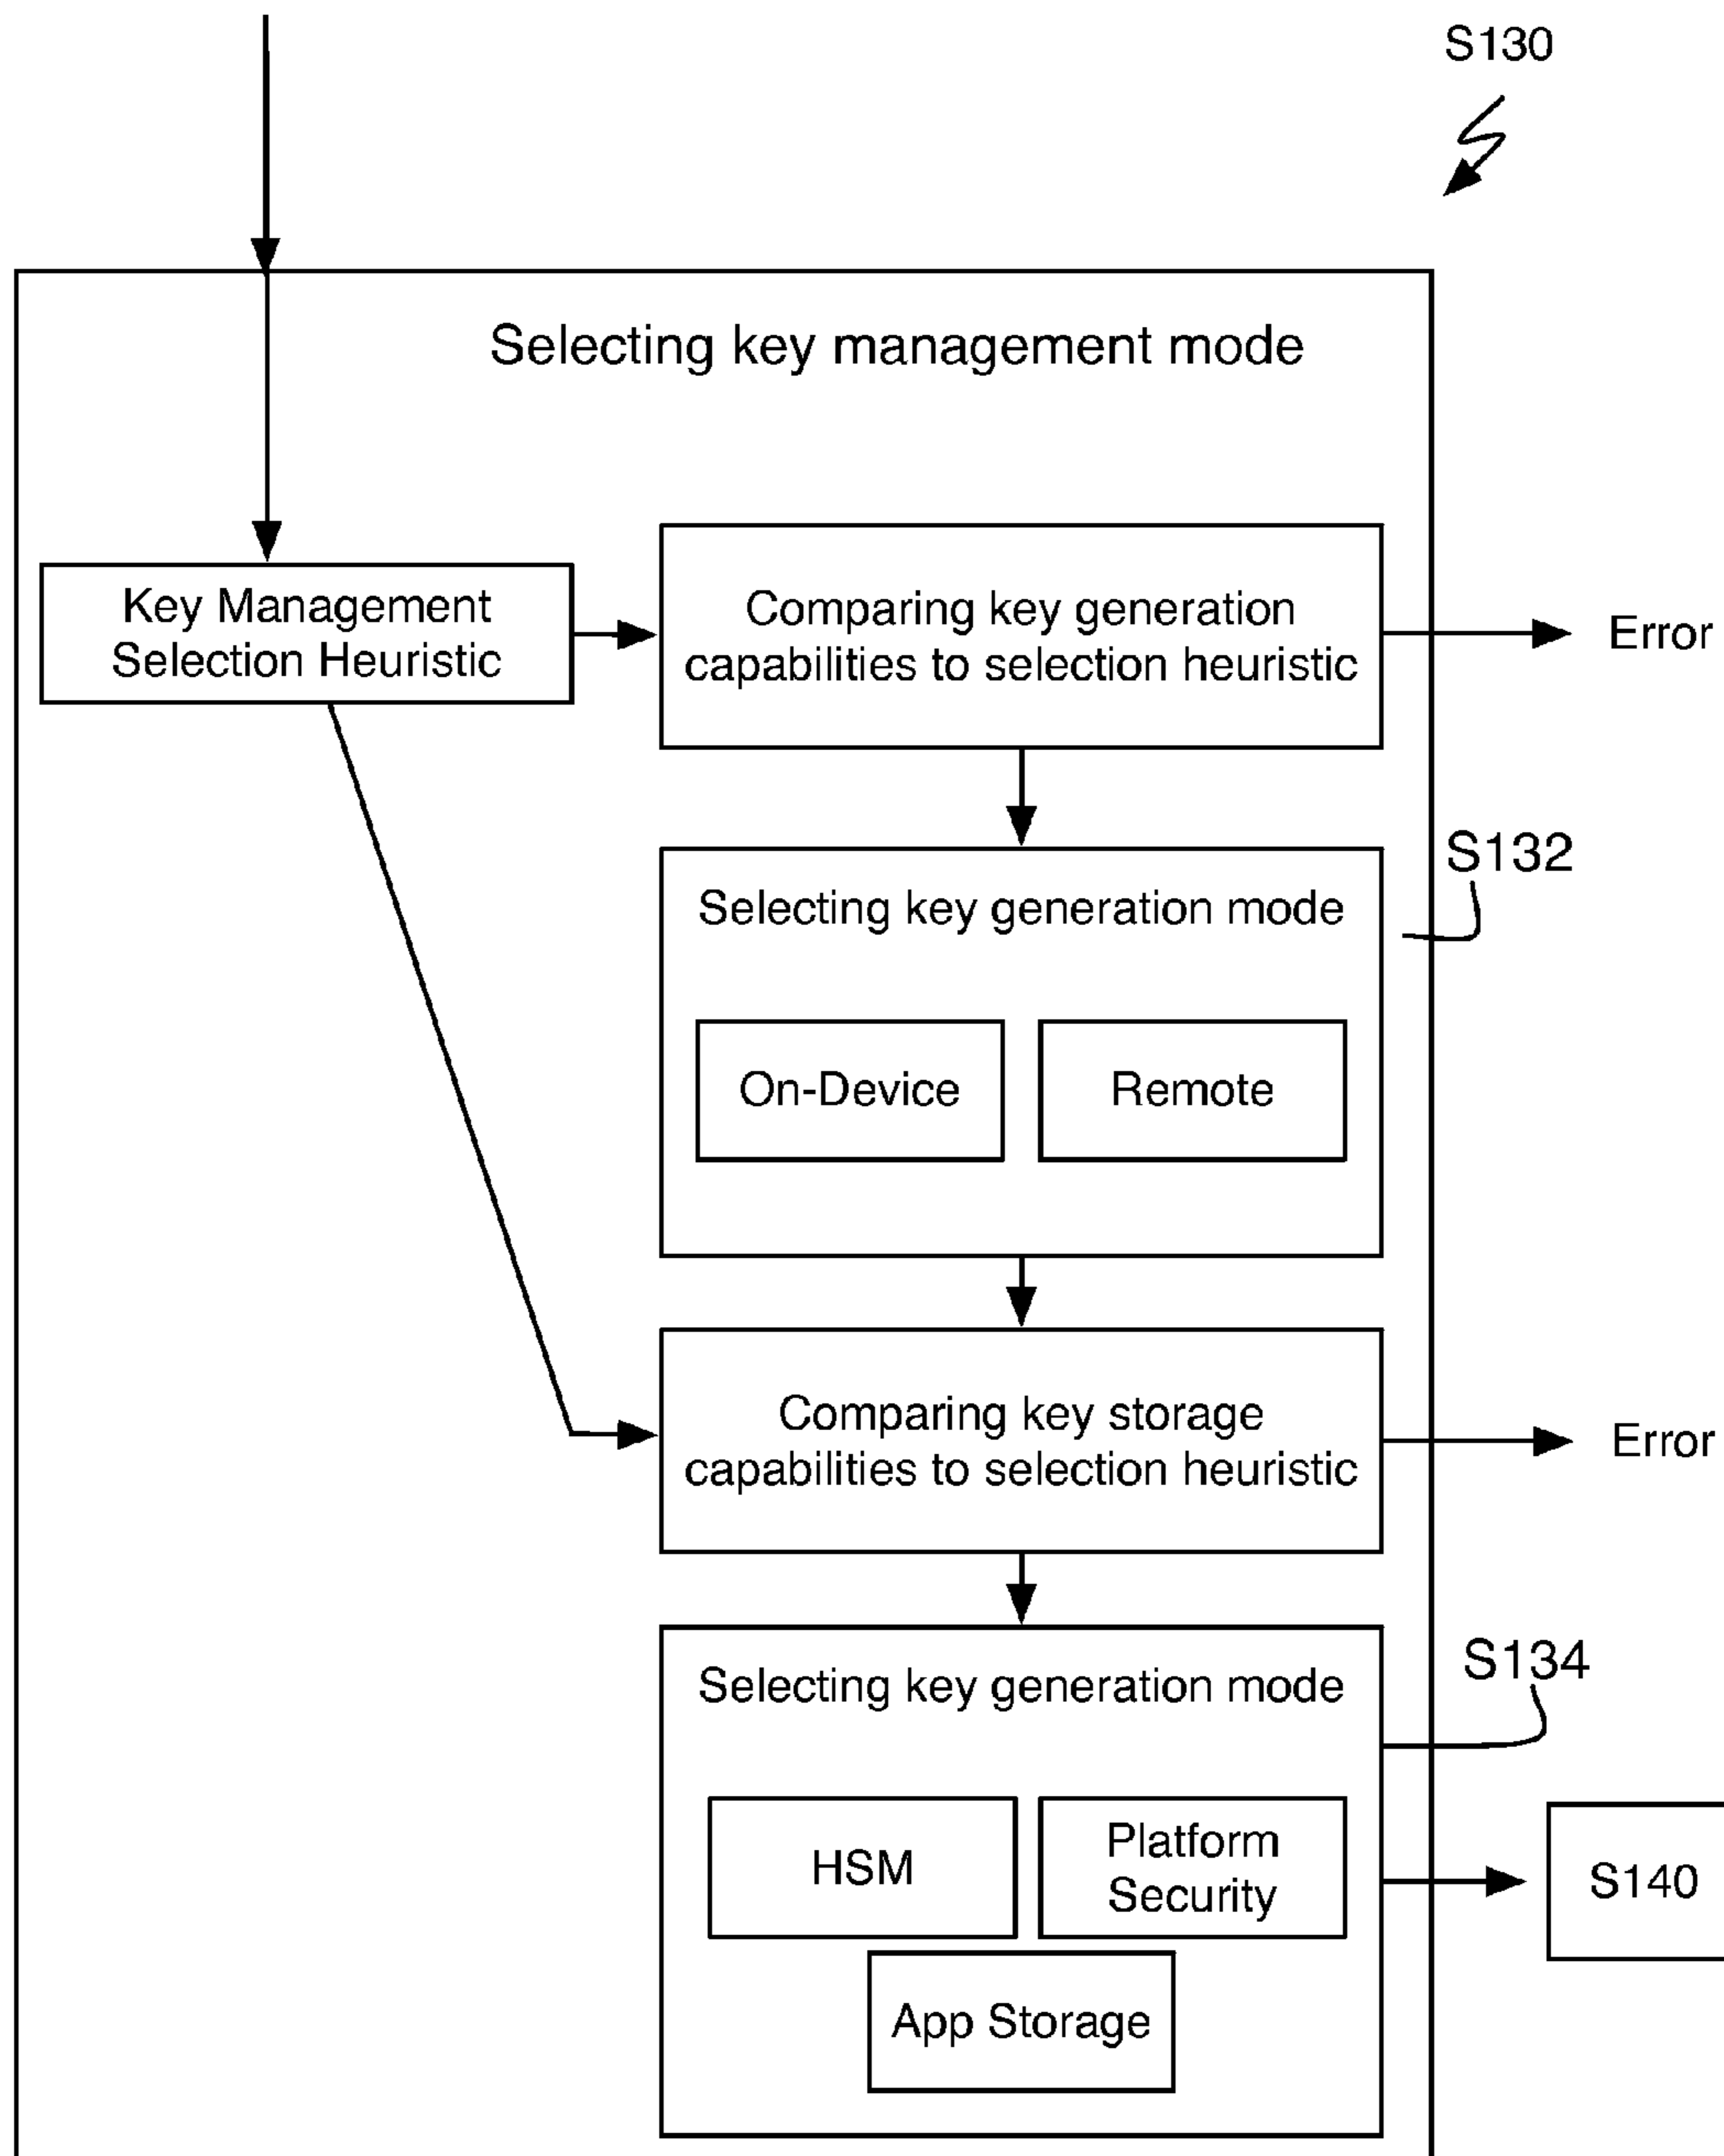 S130
Selecting key management mode
Key Management
Selection Heuristic
Comparing key generation
capabilities to selection heuristic
Error
S132
Selecting key generation mode
On-Device
Remote
Comparing key storage
capabilities to selection heuristic
Error
S134
Selecting key generation mode
HSM
Platform
Security
S140
App Storage